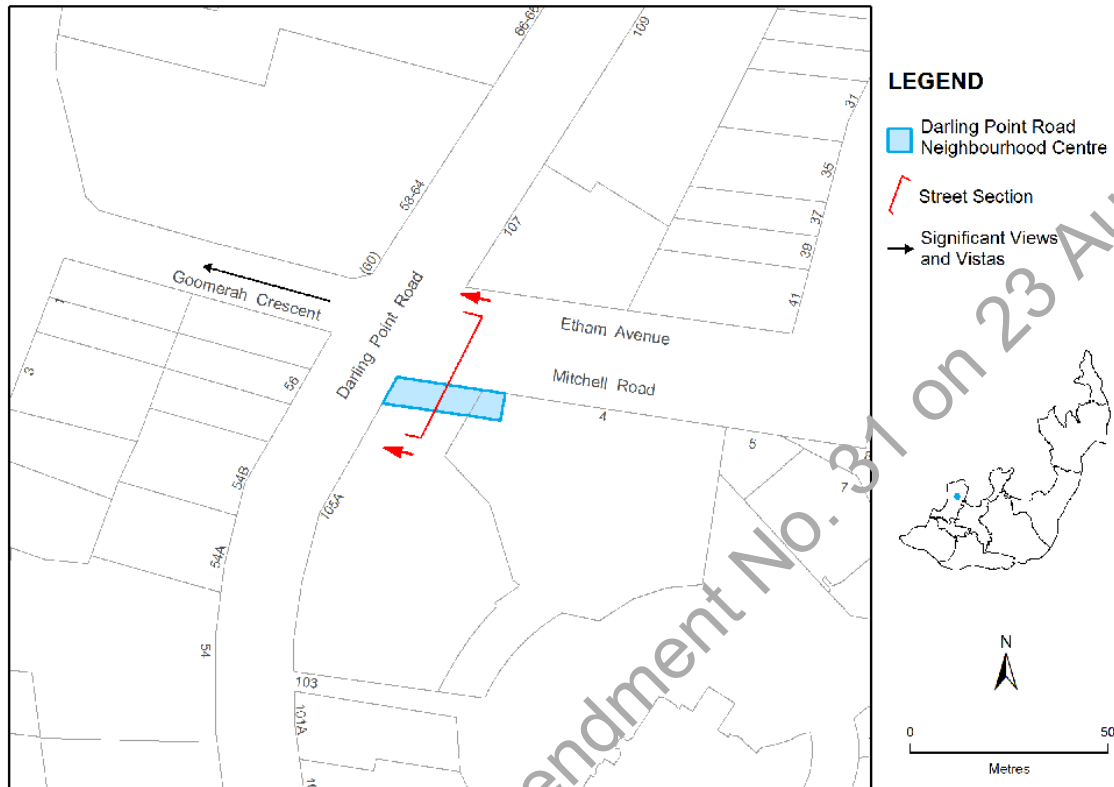 66-68
109
31
35
37
39
41
58-64
107
(60)
Goomerah Crescent
Darling Point Road
Etham Avenue
Mitchell Road
1
3
56
54B
54A
54
4
5
7
105A
103
101A
LEGEND
Darling Point Road
Neighbourhood Centre
Street Section
Significant Views
and Vistas
N
0
50
Metres
endment No. 31 on 23 Au